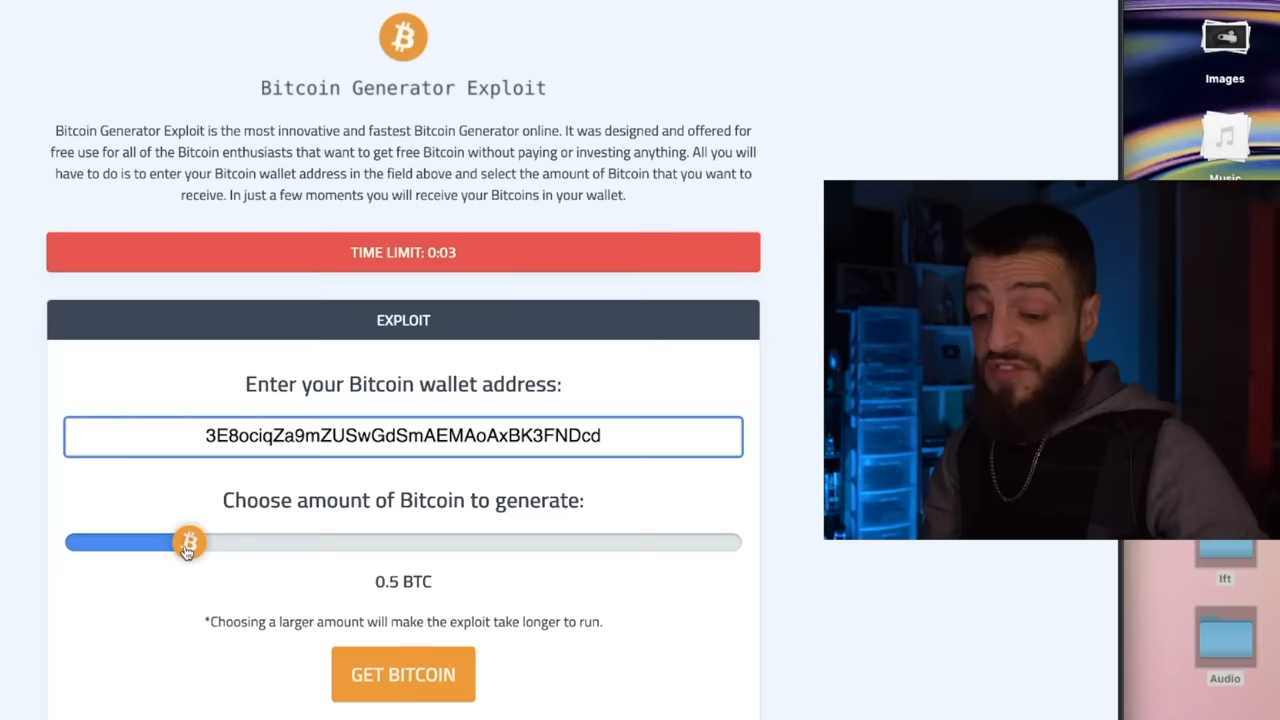 Bitcoin Generator Exploit
Bitcoin Generator Exploit is the most innovative and fastest Bitcoin Generator online. It was designed and offered for
free use for all of the Bitcoin enthusiasts that want to get free Bitcoin without paying or investing anything. All you will
have to do is to enter your Bitcoin wallet address in the field above and select the amount of Bitcoin that you want to
receive. In just a few moments you will receive your Bitcoins in your wallet.
TIME LIMIT: 0:03
EXPLOIT
Enter your Bitcoin wallet address:
3E8ociqZa9mZUSwGdSmAEMAoAxBK3FNDcd
Choose amount of Bitcoin to generate:
0.5 BTC
*Choosing a larger amount will make the exploit take longer to run.
GET BITCOIN
Images
Music
lft
Audio